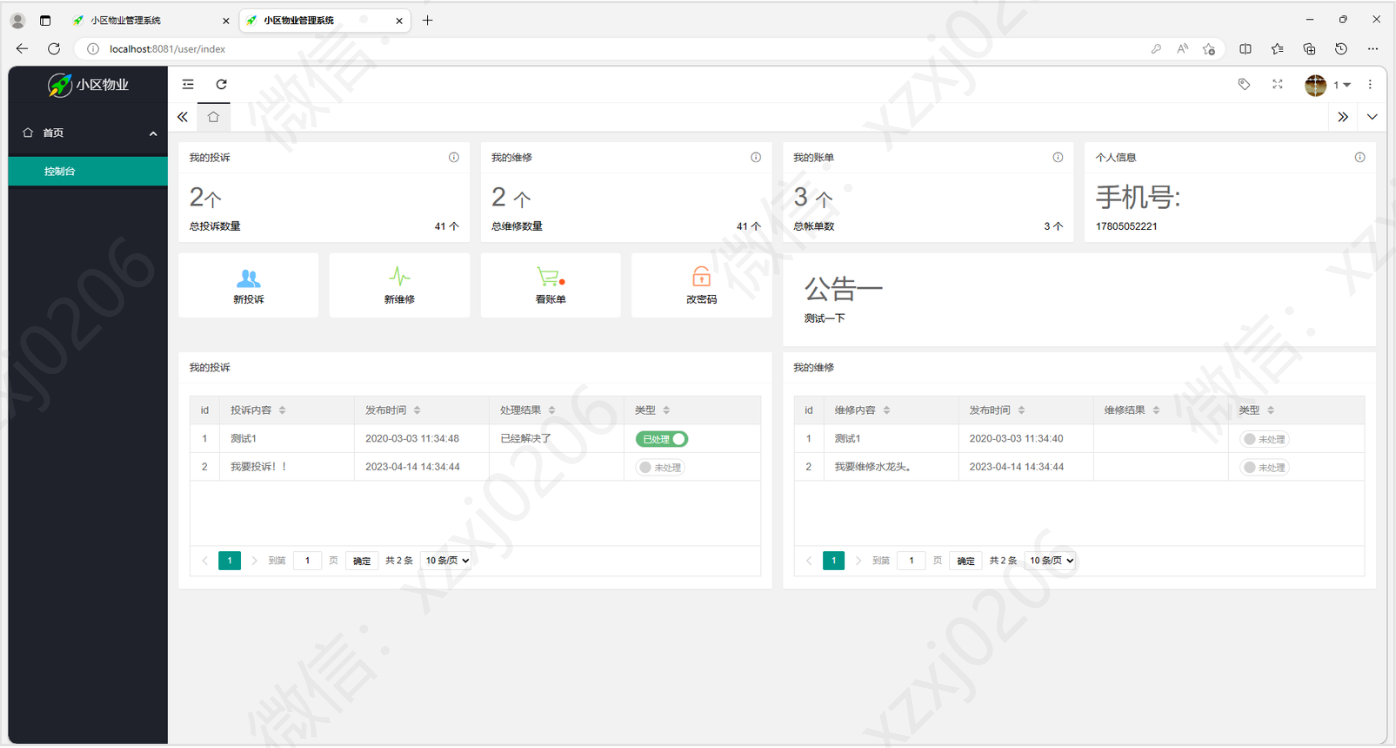 小区物业管理系统
小区物业管理系统
localhost:8081/user/index
小区物业
1
首页
控制台
我的投诉
2个
总投诉数量 41 个
我的维修
2 个
总维修数量 41 个
我的账单
3 个
总帐单数 3 个
个人信息
手机号:
17805052221
新投诉
新维修
看账单
改密码
公告一
测试一下
我的投诉
id 投诉内容 发布时间 处理结果 类型
1 测试1 2020-03-03 11:34:48 已经解决了 已处理
2 我要投诉！！ 2023-04-14 14:34:44 未处理
1 到第 1 页 确定 共 2 条 10 条/页
我的维修
id 维修内容 发布时间 维修结果 类型
1 测试1 2020-03-03 11:34:40 未处理
2 我要维修水龙头。 2023-04-14 14:34:44 未处理
1 到第 1 页 确定 共 2 条 10 条/页
微信：xzxj0206
微信：xzxj0206
微信：xzxj0206
微信：xzxj0206